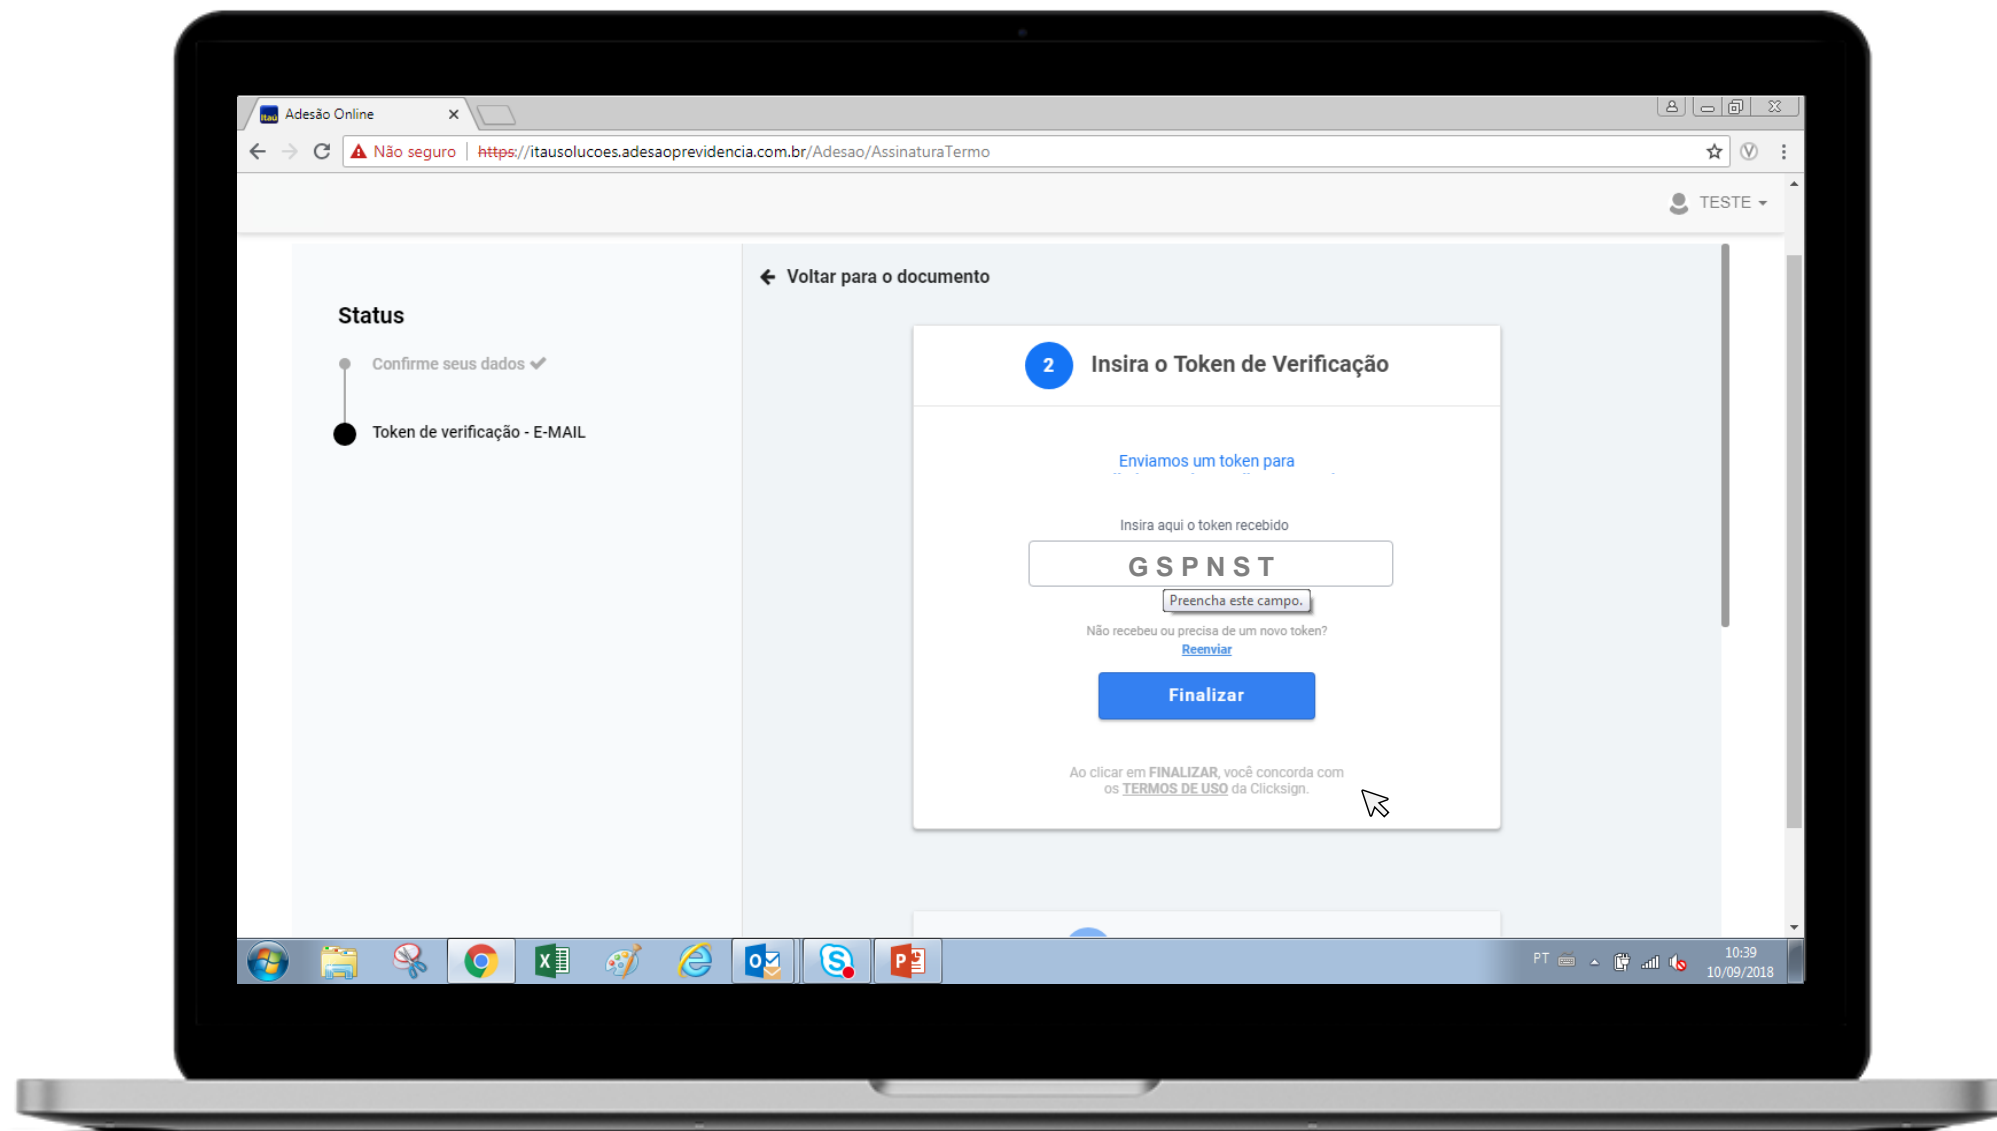 Itaú Adesão Online
Não seguro https://itausolucoes.adesaoprevidencia.com.br/Adesao/AssinaturaTermo
TESTE
Voltar para o documento
Status
Confirme seus dados
Token de verificação - E-MAIL
2 Insira o Token de Verificação
Enviamos um token para
Insira aqui o token recebido
GSPNST
Preencha este campo.
Não recebeu ou precisa de um novo token?
Reenviar
Finalizar
Ao clicar em FINALIZAR, você concorda com
os TERMOS DE USO da Clicksign.
PT
10:39
10/09/2018